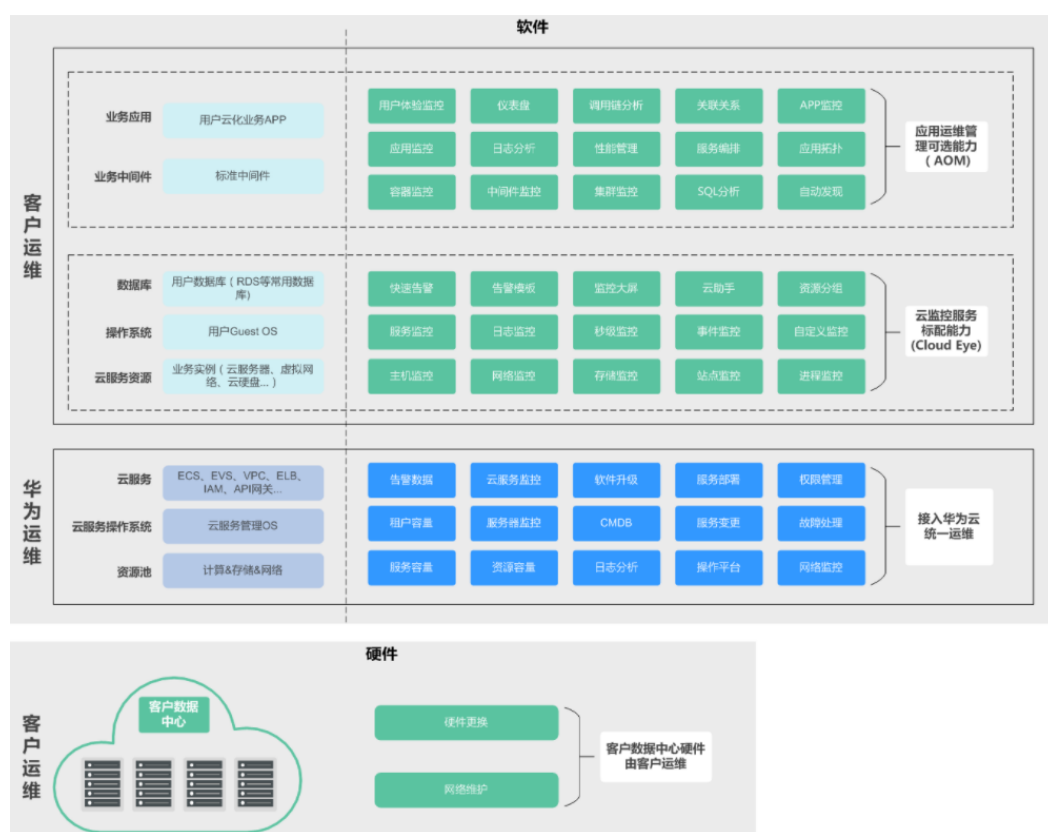 软件
客户运维
业务应用
用户云化业务APP
业务中间件
标准中间件
用户体验监控 仪表盘 调用链分析 关联关系 APP监控
应用监控 日志分析 性能管理 服务编排 应用拓扑
容器监控 中间件监控 集群监控 SQL分析 自动发现
应用运维管
理可选能力
( AOM)
数据库
用户数据库 ( RDS等常用数据
库)
操作系统
用户Guest OS
云服务资源
业务实例 ( 云服务器、虚拟网
络、云硬盘... )
快速告警 告警模板 监控大屏 云助手 资源分组
服务监控 日志监控 秒级监控 事件监控 自定义监控
主机监控 网络监控 存储监控 站点监控 进程监控
云监控服务
标配能力
(Cloud Eye)
华为运维
云服务
ECS、EVS、VPC、ELB、
IAM、API网关...
云服务操作系统
云服务管理OS
资源池
计算&存储&网络
告警数据 云服务监控 软件升级 服务部署 权限管理
租户容量 服务器监控 CMDB 服务变更 故障处理
服务容量 资源容量 日志分析 操作平台 网络监控
接入华为云
统一运维
硬件
客户运维
客户数据
中心
硬件更换
网络维护
客户数据中心硬件
由客户运维